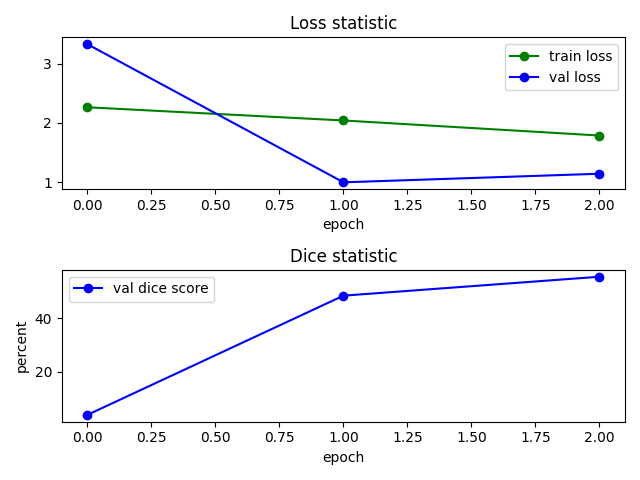 Loss statistic
3
2
1
train loss
val loss
0.00 0.25 0.50 0.75 1.00 1.25 1.50 1.75 2.00
epoch
Dice statistic
val dice score
percent
40
20
0.00 0.25 0.50 0.75 1.00 1.25 1.50 1.75 2.00
epoch